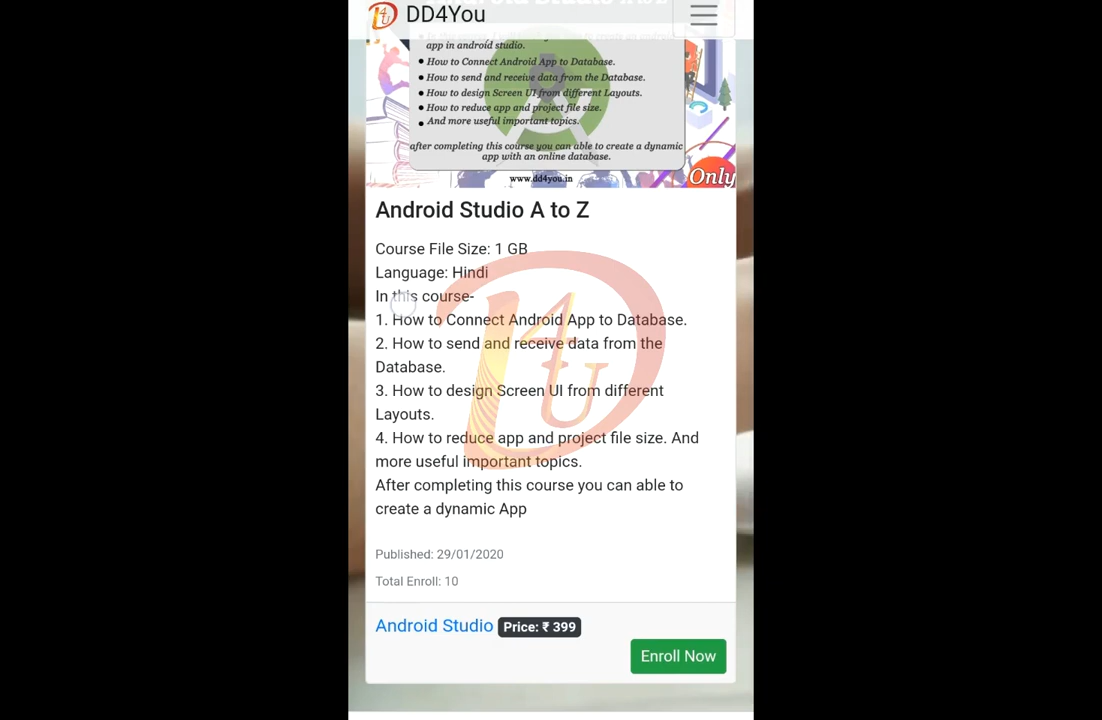 DD4You
app in android studio.
• How to Connect Android App to Database.
• How to send and receive data from the Database.
• How to design Screen UI from different Layouts.
• How to reduce app and project file size.
• And more useful important topics.
after completing this course you can able to create a dynamic
app with an online database.
www.dd4you.in
Only
Android Studio A to Z
Course File Size: 1 GB
Language: Hindi
In this course-
1. How to Connect Android App to Database.
2. How to send and receive data from the
Database.
3. How to design Screen UI from different
Layouts.
4. How to reduce app and project file size. And
more useful important topics.
After completing this course you can able to
create a dynamic App
Published: 29/01/2020
Total Enroll: 10
Android Studio Price: ₹ 399
Enroll Now